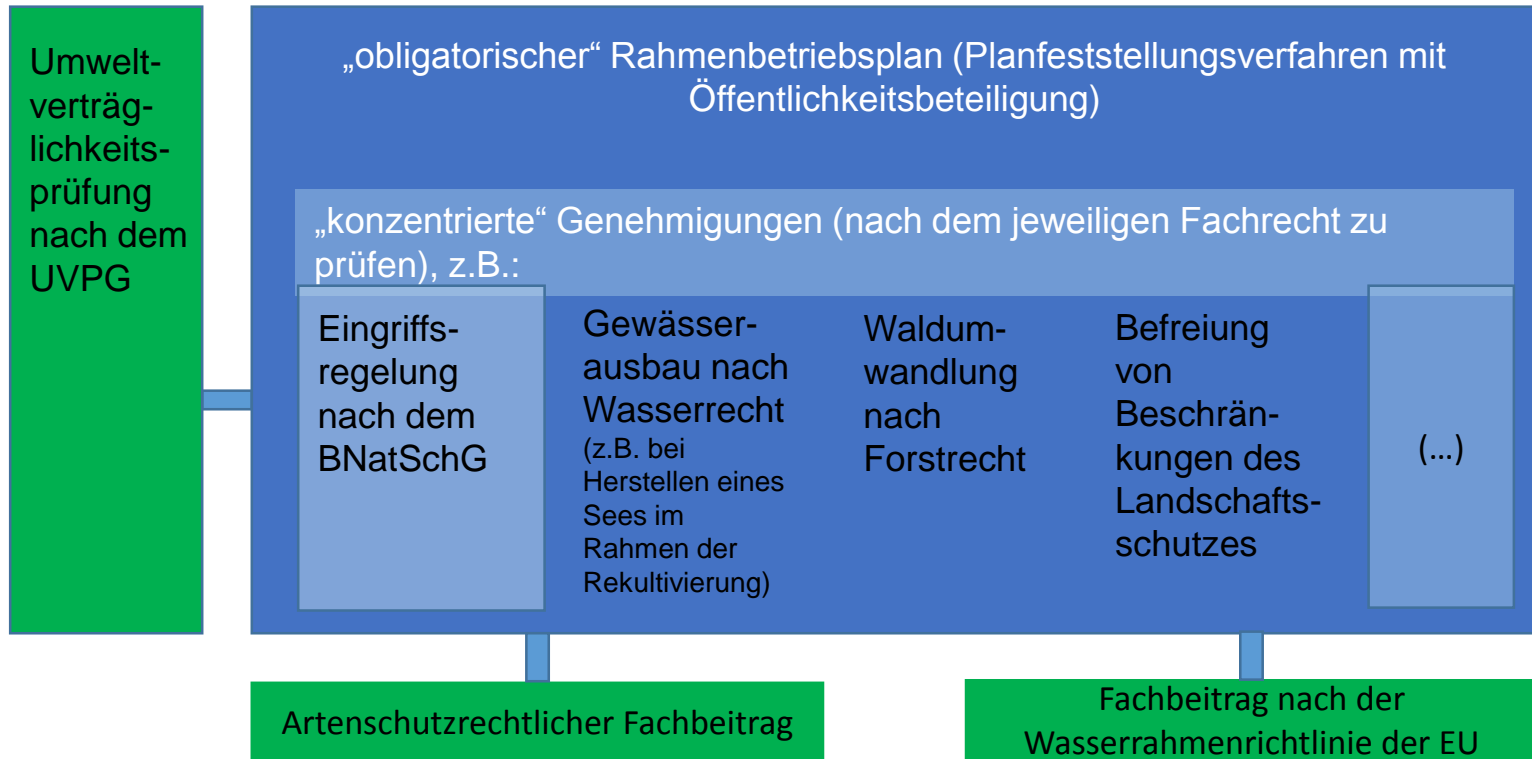 Umwelt-
verträg-
lichkeits-
prüfung
nach dem
UVPG
„obligatorischer“ Rahmenbetriebsplan (Planfeststellungsverfahren mit
Öffentlichkeitsbeteiligung)
„konzentrierte“ Genehmigungen (nach dem jeweiligen Fachrecht zu
prüfen), z.B.:
Eingriffs-
regelung
nach dem
BNatSchG
Gewässer-
ausbau nach
Wasserrecht
(z.B. bei
Herstellen eines
Sees im
Rahmen der
Rekultivierung)
Waldum-
wandlung
nach
Forstrecht
Befreiung
von
Beschrän-
kungen des
Landschafts-
schutzes
(…)
Artenschutzrechtlicher Fachbeitrag
Fachbeitrag nach der
Wasserrahmenrichtlinie der EU